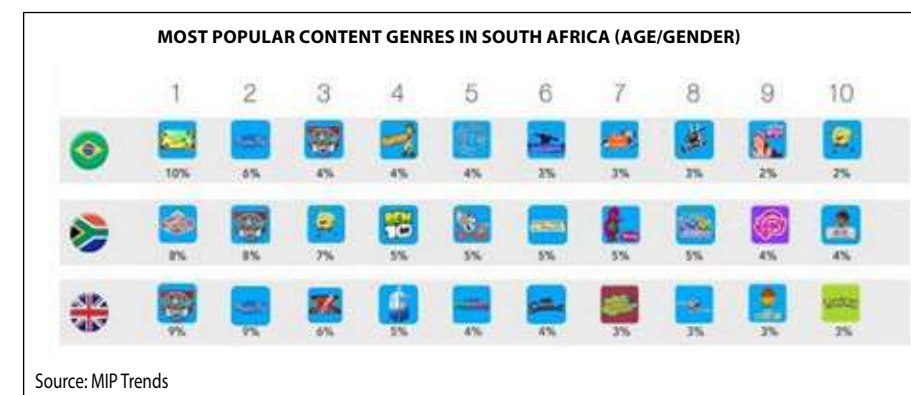 MOST POPULAR CONTENT GENRES IN SOUTH AFRICA (AGE/GENDER)
1 2 3 4 5 6 7 8 9 10
10% 6% 4% 4% 4% 3% 3% 3% 2% 2%
BEN 10
8% 8% 7% 5% 5% 5% 5% 5% 4% 4%
9% 9% 6% 5% 4% 4% 3% 3% 3% 3%
Source: MIP Trends